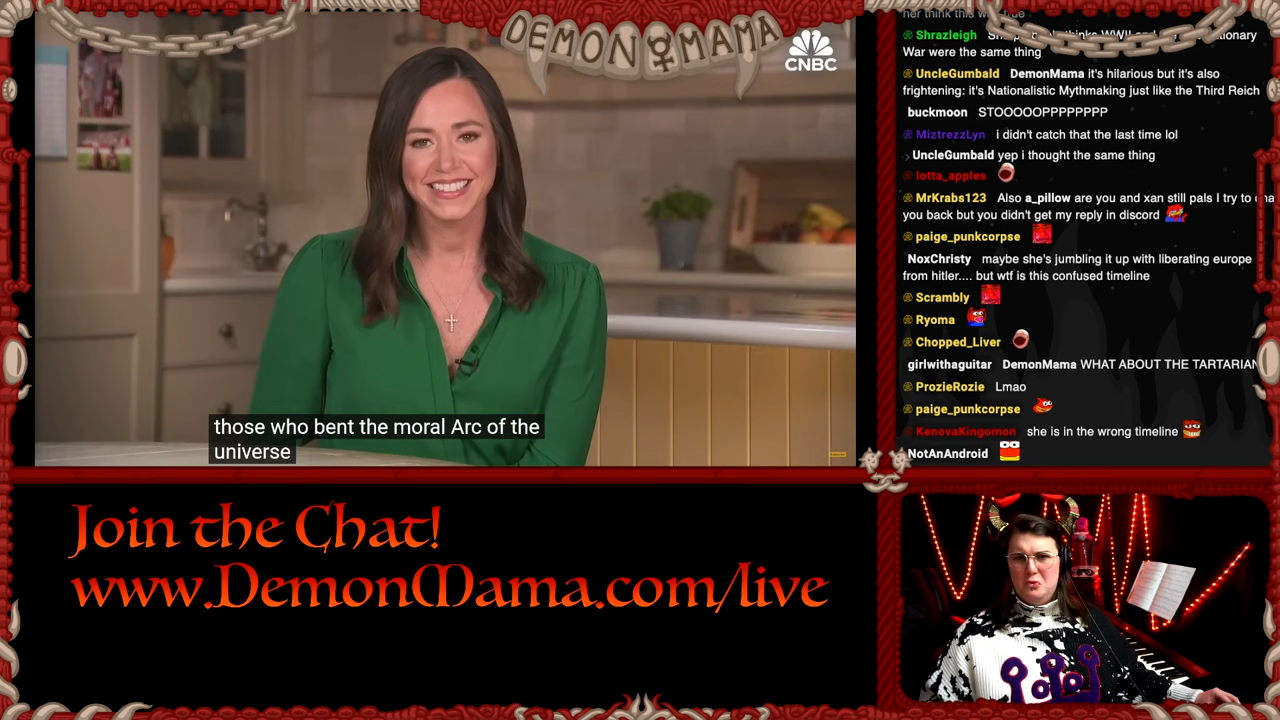 DEMON MAMA
CNBC
those who bent the moral Arc of the
universe
her think this
Shrazleigh
War were the same thing
UncleGumbald DemonMama it's hilarious but it's also
frightening: it's Nationalistic Mythmaking just like the Third Reich
buckmoon STOOOOOPPPPPPPP
MiztrezzLyn i didn't catch that the last time lol
UncleGumbald yep i thought the same thing
lotta_apples
MrKrabs123 Also a_pillow are you and xan still pals I try to
you back but you didn't get my reply in discord
paige_punkcorpse
NoxChristy maybe she's jumbling it up with liberating europe
from hitler.... but wtf is this confused timeline
Scrambly
Ryoma
Chopped_Liver
girlwithaguitar DemonMama WHAT ABOUT THE TARTARIAN
ProzieRozie Lmao
paige_punkcorpse
KenovaKingomon she is in the wrong timeline
NotAnAndroid
Join the Chat!
www.DemonMama.com/live